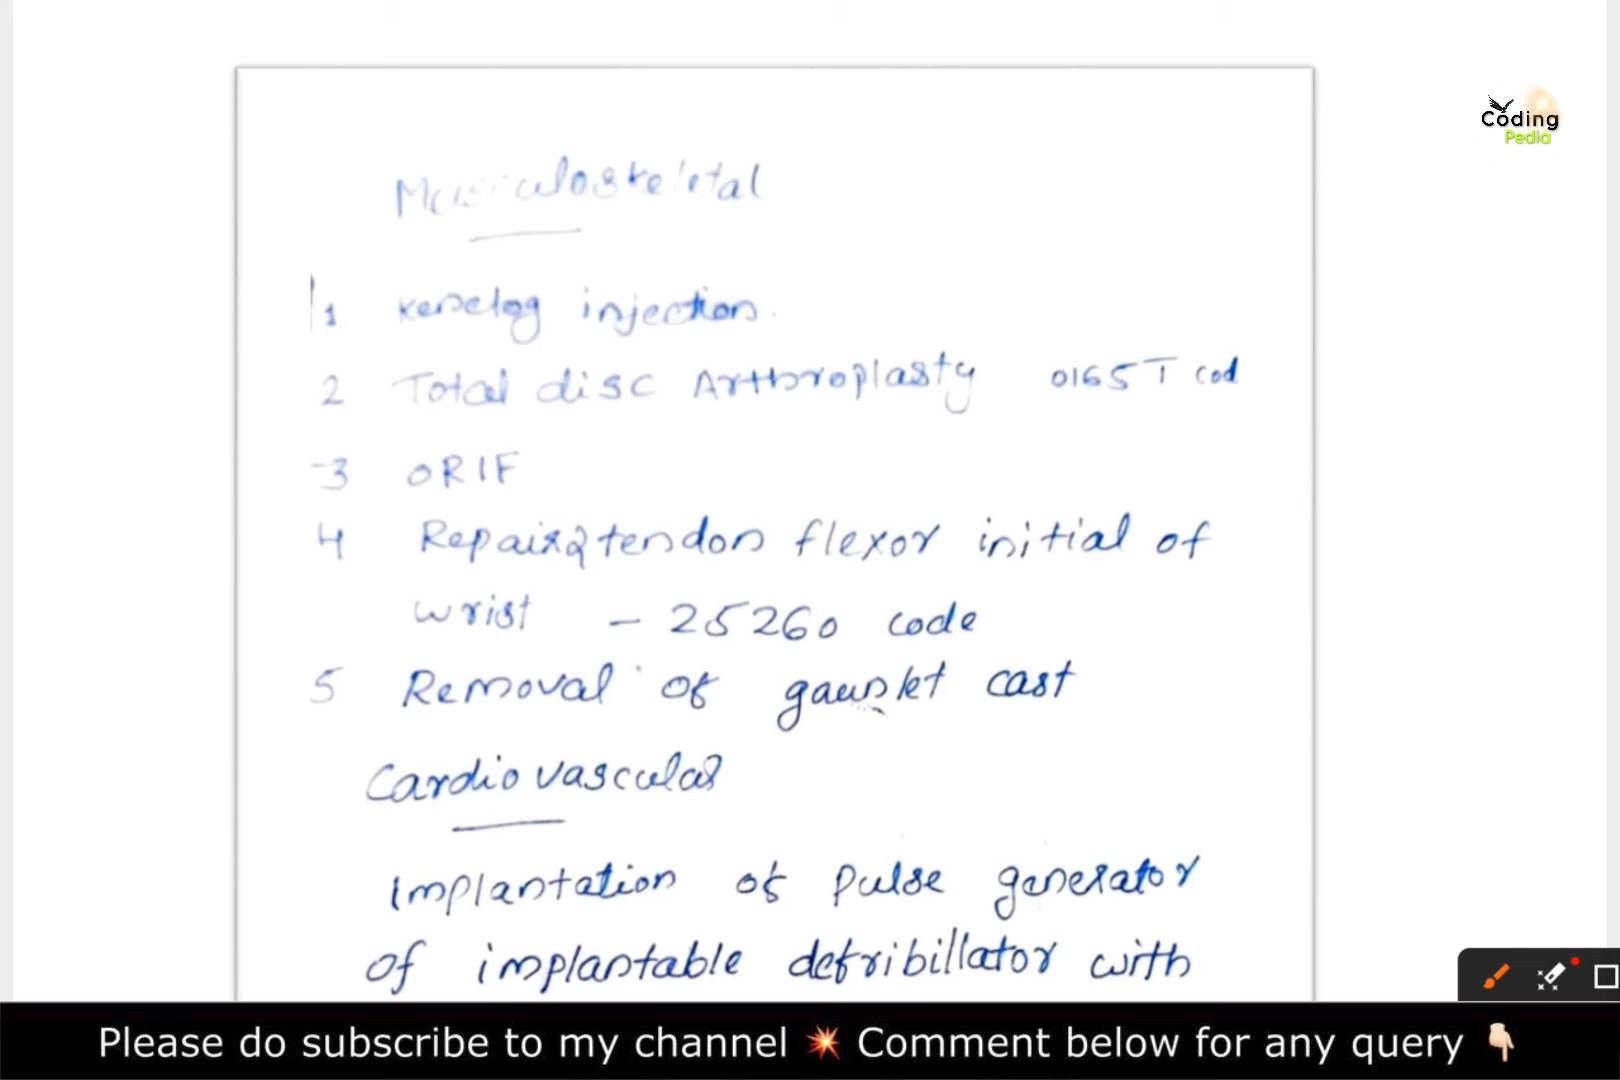 Coding
Pedia
Musculoskeletal
1 kenelog injection.
2 Total disc Arthroplasty 0165T cod
3 ORIF
4 Repair tendon flexor initial of
wrist - 25260 code
5 Removal of gaunlet cast
Cardiovascular
Implantation of pulse generator
of implantable defribillator with
Please do subscribe to my channel 💥 Comment below for any query 👇🏻